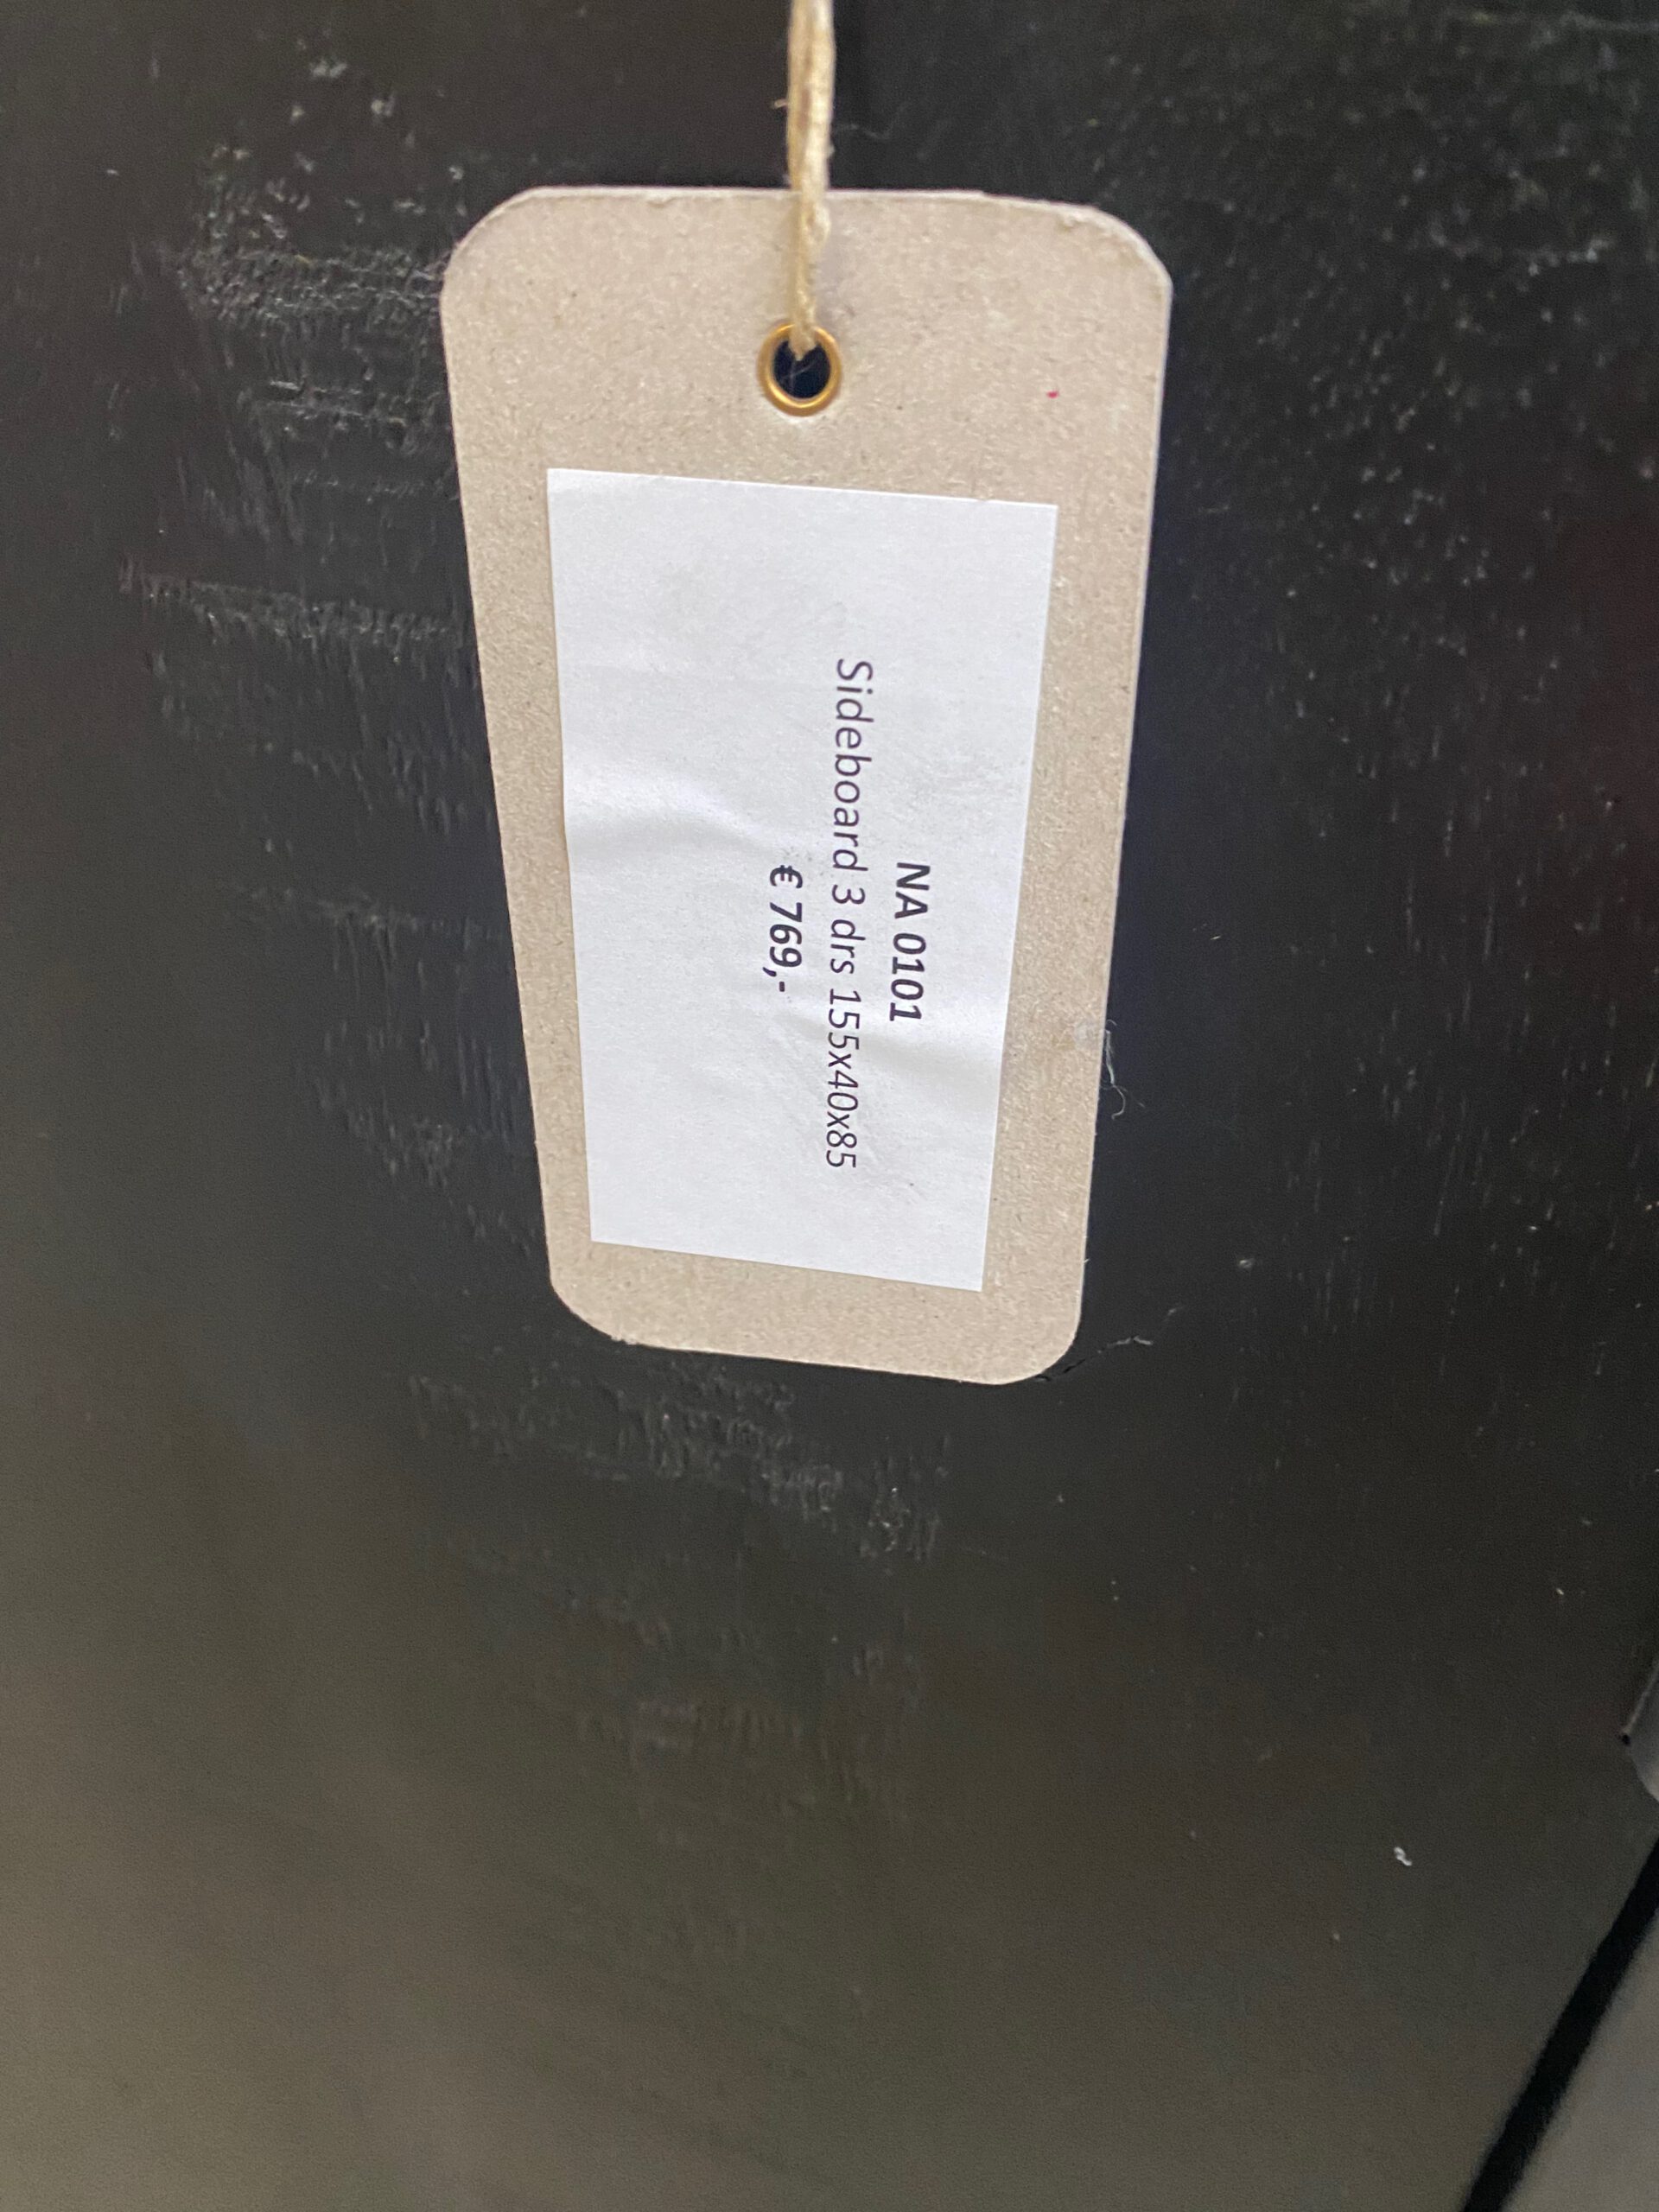 NA 0101
Sideboard 3 drs 155x40x85
€ 769,-